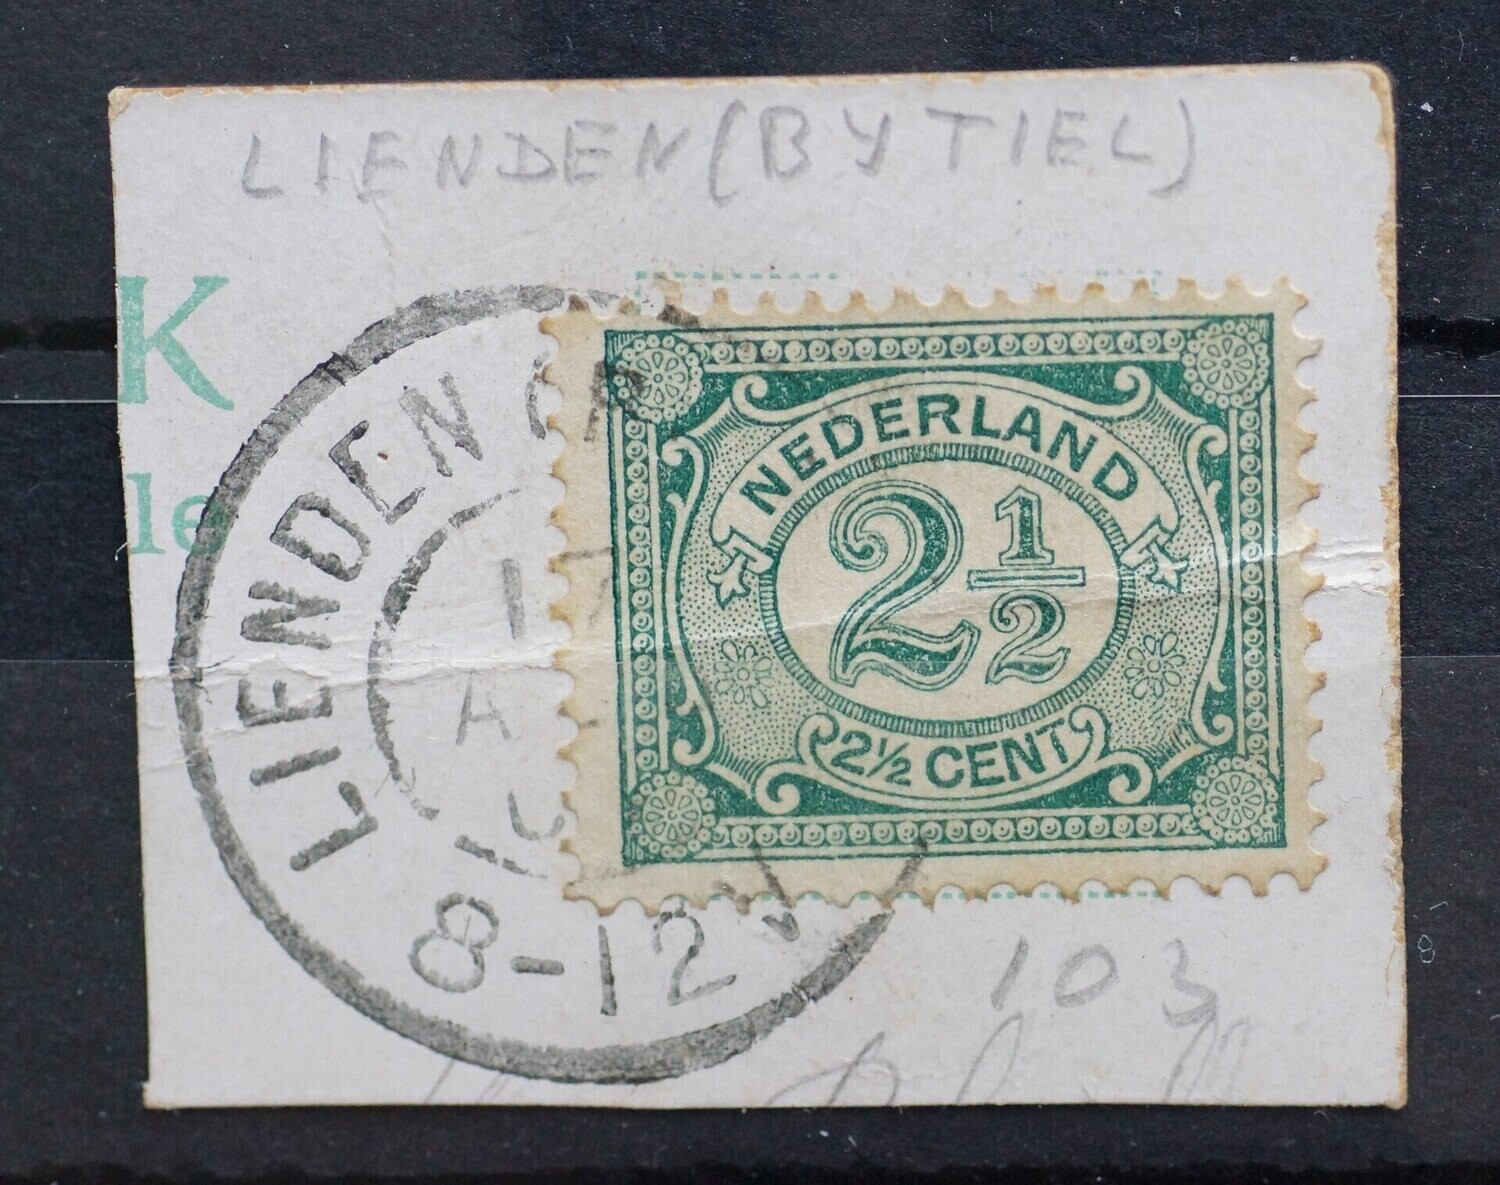 LIENDEN (BY TIEL)
K
le
LIENDEN
8-12
NEDERLAND
2 1/2
2½ CENT
103